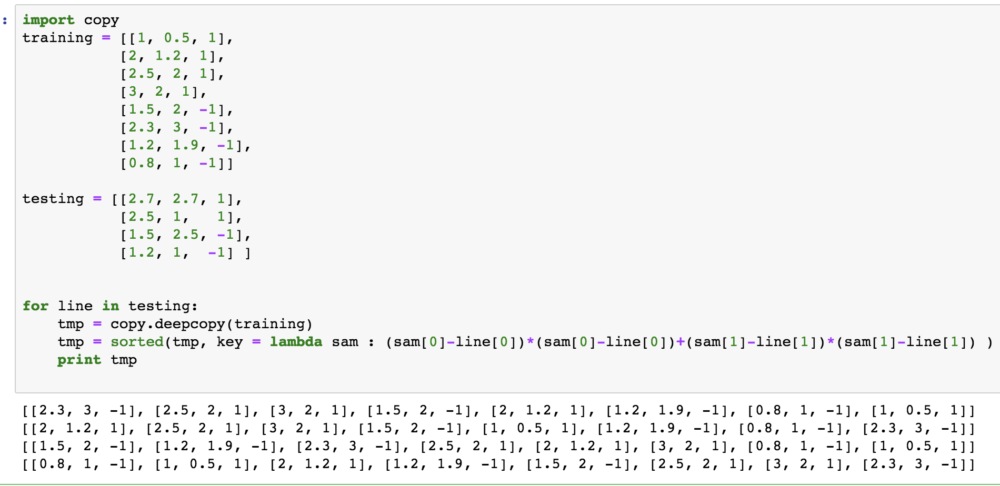 :
import copy
training = [[1, 0.5, 1],
           [2, 1.2, 1],
           [2.5, 2, 1],
           [3, 2, 1],
           [1.5, 2, -1],
           [2.3, 3, -1],
           [1.2, 1.9, -1],
           [0.8, 1, -1]]
testing = [[2.7, 2.7, 1],
           [2.5, 1,   1],
           [1.5, 2.5, -1],
           [1.2, 1,  -1] ]
for line in testing:
    tmp = copy.deepcopy(training)
    tmp = sorted(tmp, key = lambda sam : (sam[0]-line[0])*(sam[0]-line[0])+(sam[1]-line[1])*(sam[1]-line[1]) )
    print tmp
[[2.3, 3, -1], [2.5, 2, 1], [3, 2, 1], [1.5, 2, -1], [2, 1.2, 1], [1.2, 1.9, -1], [0.8, 1, -1], [1, 0.5, 1]]
[[2, 1.2, 1], [2.5, 2, 1], [3, 2, 1], [1.5, 2, -1], [1, 0.5, 1], [1.2, 1.9, -1], [0.8, 1, -1], [2.3, 3, -1]]
[[1.5, 2, -1], [1.2, 1.9, -1], [2.3, 3, -1], [2.5, 2, 1], [2, 1.2, 1], [3, 2, 1], [0.8, 1, -1], [1, 0.5, 1]]
[[0.8, 1, -1], [1, 0.5, 1], [2, 1.2, 1], [1.2, 1.9, -1], [1.5, 2, -1], [2.5, 2, 1], [3, 2, 1], [2.3, 3, -1]]